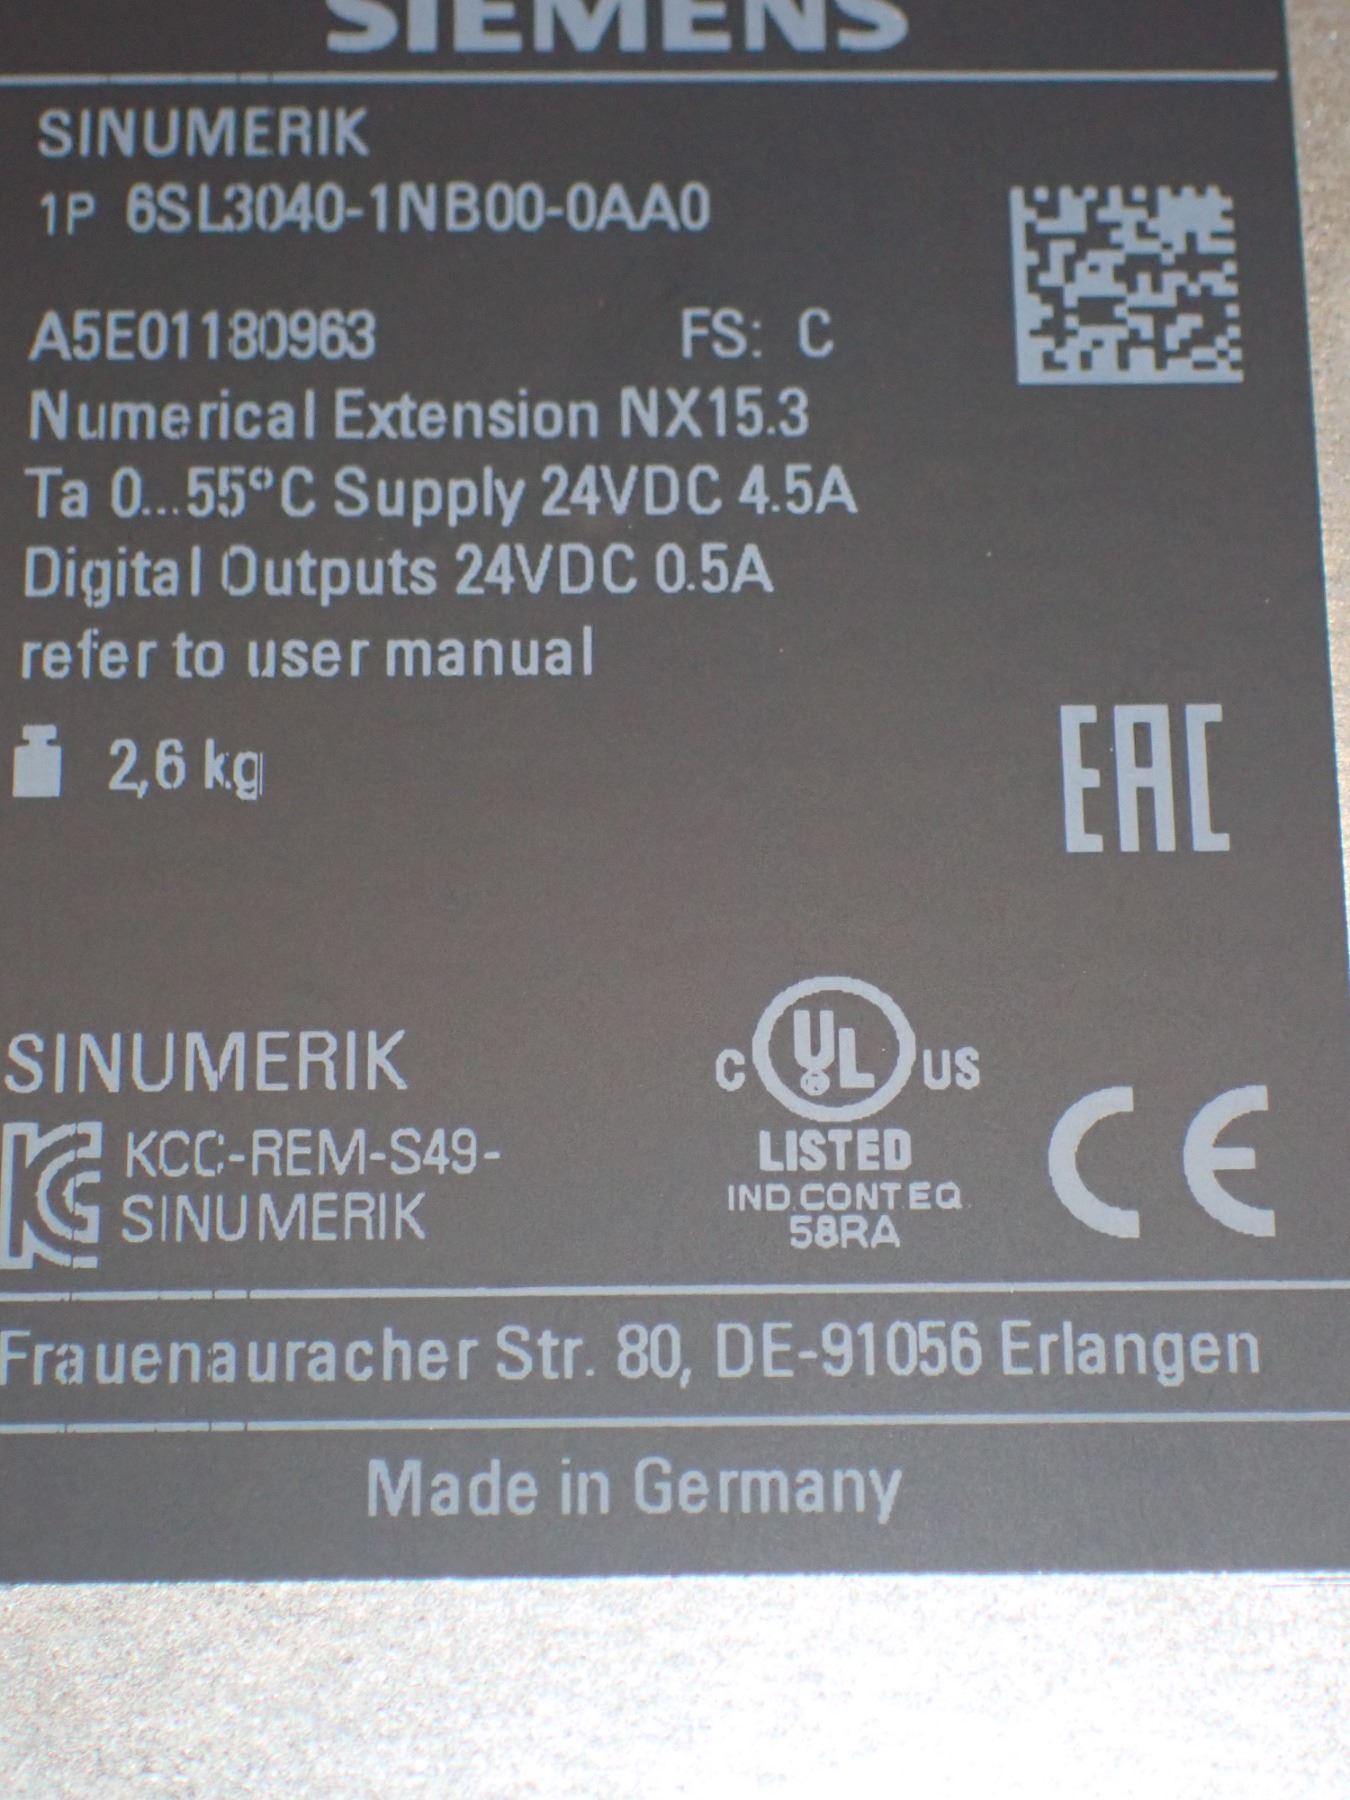 SIEMENS
SINUMERIK
1P 6SL3040-1NB00-0AA0
A5E01180963 FS: C
Numerical Extension NX15.3
Ta 0...55°C Supply 24VDC 4.5A
Digital Outputs 24VDC 0.5A
refer to user manual
2,6 kg
EAC
SINUMERIK
C UL US
LISTED
IND.CONT.EQ.
58RA
CE
KCC-REM-S49-
SINUMERIK
Frauenauracher Str. 80, DE-91056 Erlangen
Made in Germany